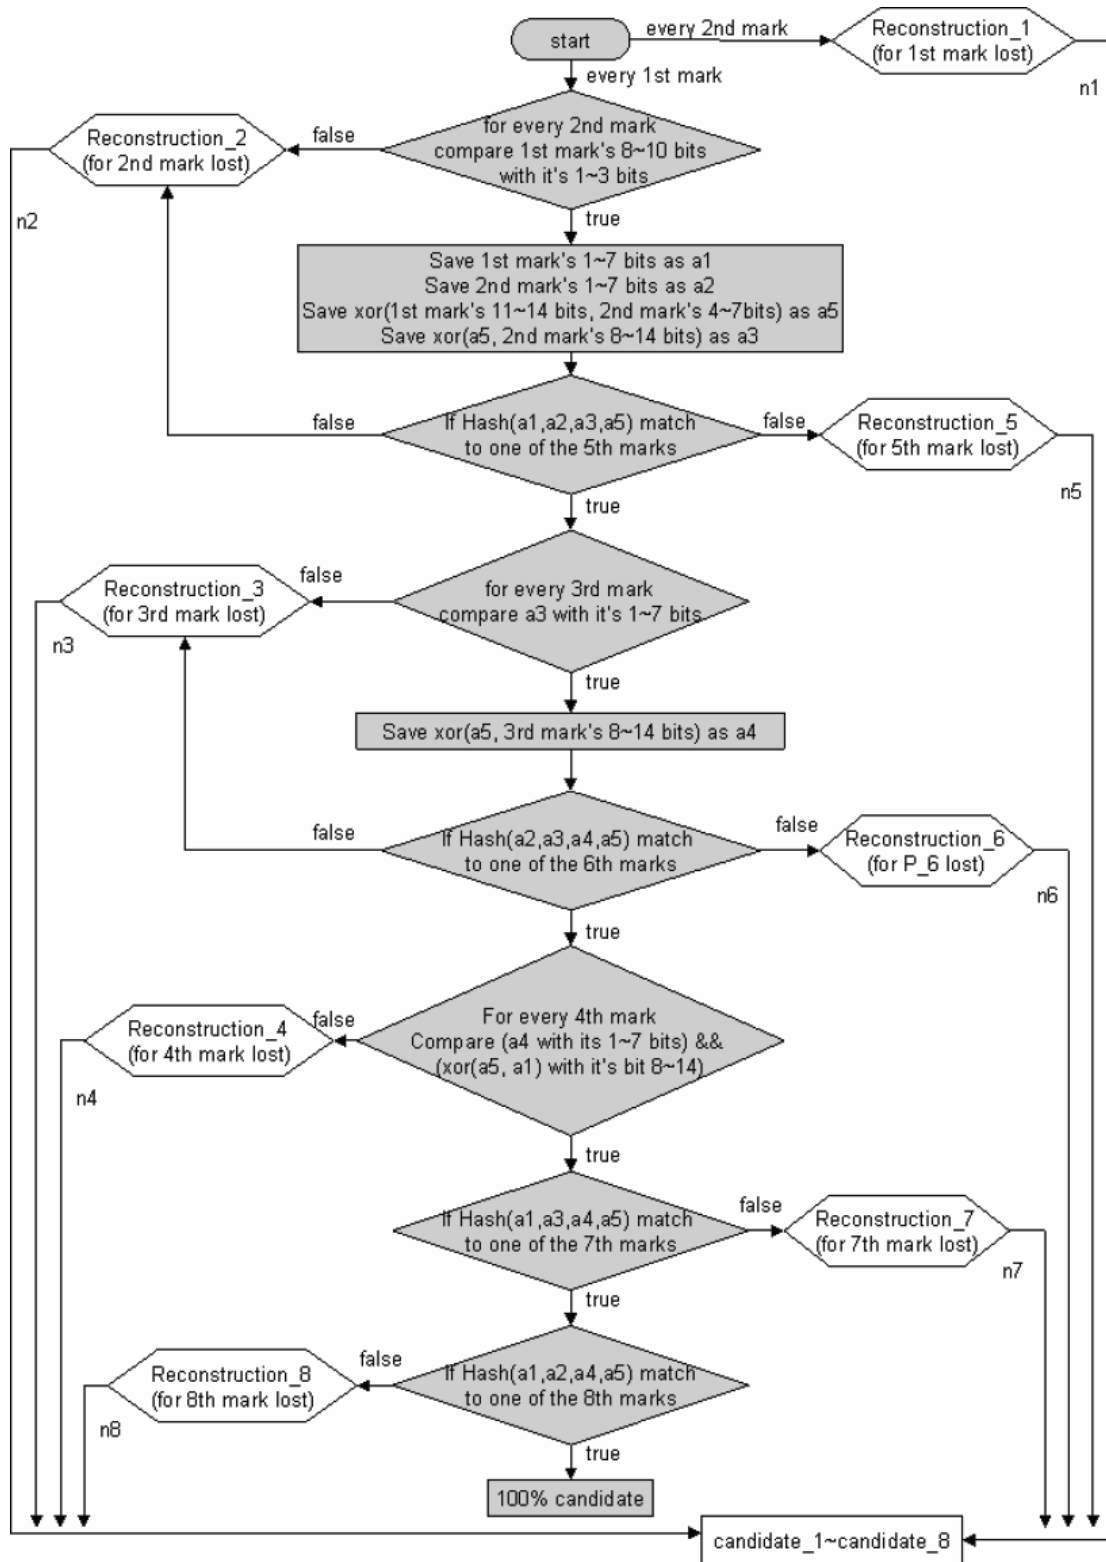 start
every 2nd mark
Reconstruction_1
(for 1st mark lost)
n1
every 1st mark
for every 2nd mark
compare 1st mark's 8~10 bits
with it's 1~3 bits
false
Reconstruction_2
(for 2nd mark lost)
n2
true
Save 1st mark's 1~7 bits as a1
Save 2nd mark's 1~7 bits as a2
Save xor(1st mark's 11~14 bits, 2nd mark's 4~7bits) as a5
Save xor(a5, 2nd mark's 8~14 bits) as a3
false
If Hash(a1,a2,a3,a5) match
to one of the 5th marks
false
Reconstruction_5
(for 5th mark lost)
n5
true
for every 3rd mark
compare a3 with it's 1~7 bits
false
Reconstruction_3
(for 3rd mark lost)
n3
true
Save xor(a5, 3rd mark's 8~14 bits) as a4
false
If Hash(a2,a3,a4,a5) match
to one of the 6th marks
false
Reconstruction_6
(for P_6 lost)
n6
true
For every 4th mark
Compare (a4 with its 1~7 bits) &&
(xor(a5, a1) with it's bit 8~14)
false
Reconstruction_4
(for 4th mark lost)
n4
true
If Hash(a1,a3,a4,a5) match
to one of the 7th marks
false
Reconstruction_7
(for 7th mark lost)
n7
true
If Hash(a1,a2,a4,a5) match
to one of the 8th marks
false
Reconstruction_8
(for 8th mark lost)
n8
true
100% candidate
candidate_1~candidate_8